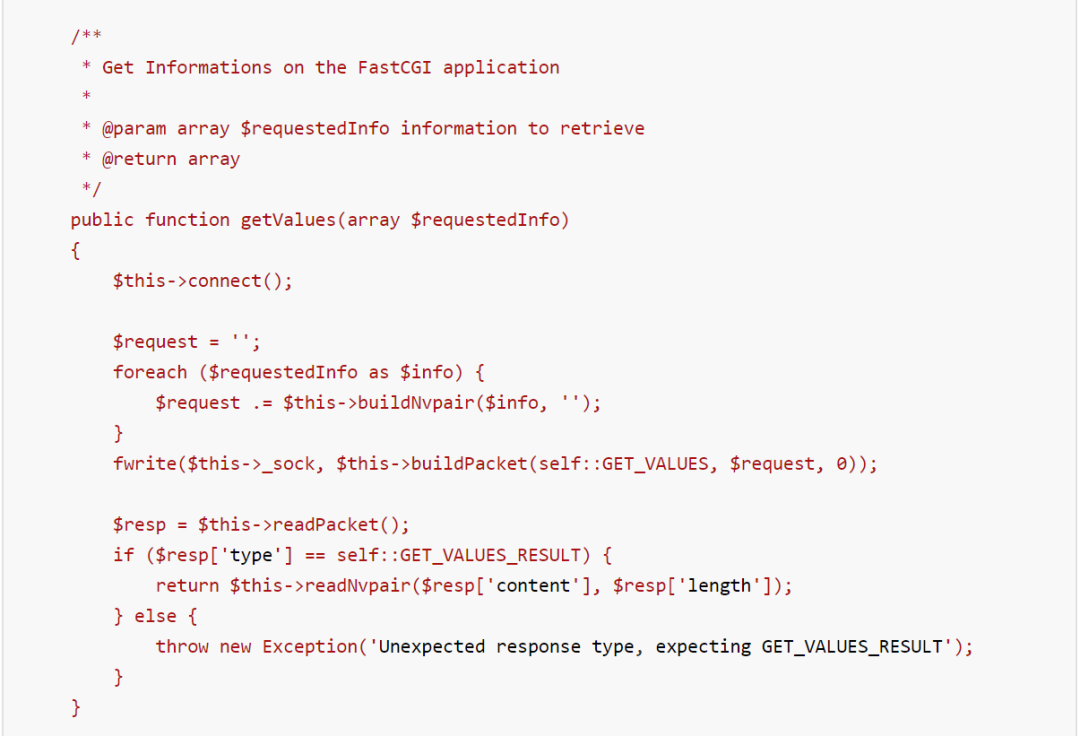 /**
 * Get Informations on the FastCGI application
 *
 * @param array $requestedInfo information to retrieve
 * @return array
 */
public function getValues(array $requestedInfo)
{
    $this->connect();

    $request = '';
    foreach ($requestedInfo as $info) {
        $request .= $this->buildNvpair($info, '');
    }
    fwrite($this->_sock, $this->buildPacket(self::GET_VALUES, $request, 0));

    $resp = $this->readPacket();
    if ($resp['type'] == self::GET_VALUES_RESULT) {
        return $this->readNvpair($resp['content'], $resp['length']);
    } else {
        throw new Exception('Unexpected response type, expecting GET_VALUES_RESULT');
    }
}